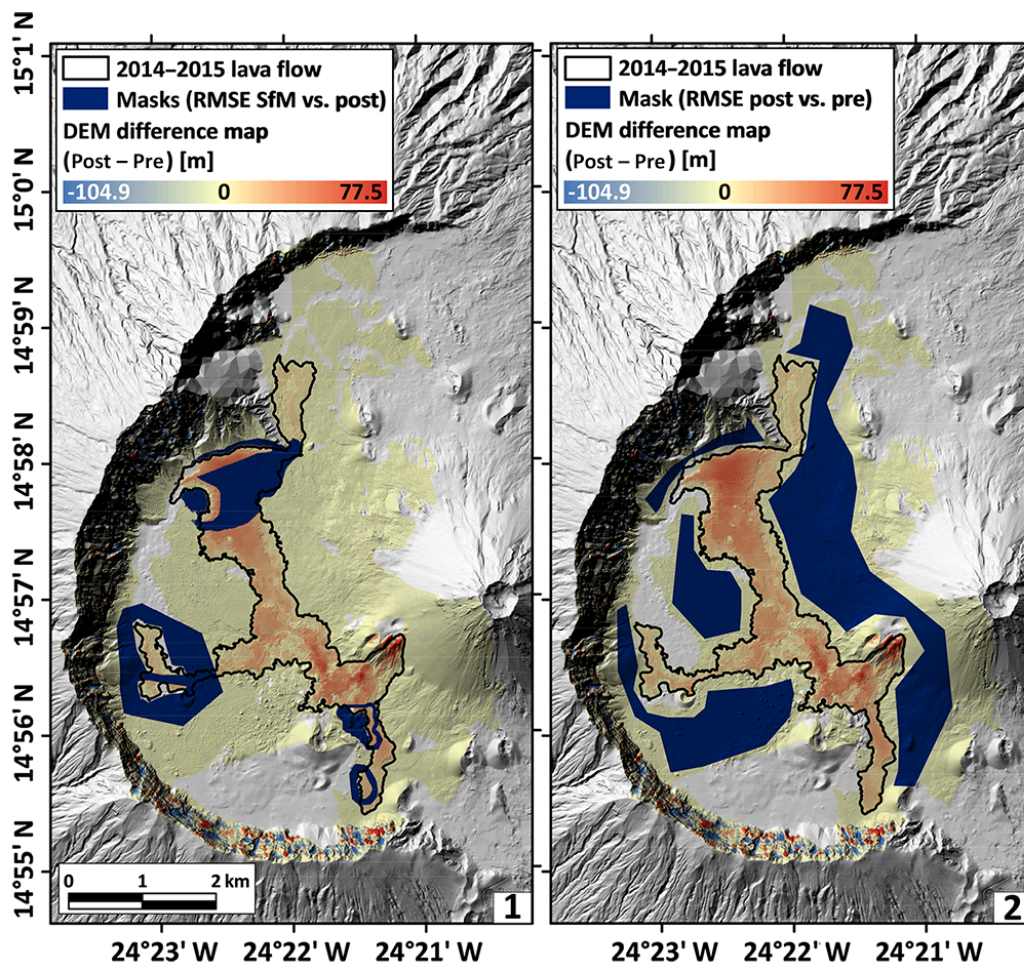 2014–2015 lava flow
Masks (RMSE SfM vs. post)
DEM difference map
(Post – Pre) [m]
-104.9 0 77.5
2014–2015 lava flow
Mask (RMSE post vs. pre)
DEM difference map
(Post – Pre) [m]
-104.9 0 77.5
15°1' N
15°0' N
14°59' N
14°58' N
14°57' N
14°56' N
14°55' N
0 1 2 km
1
2
24°23' W 24°22' W 24°21' W
24°23' W 24°22' W 24°21' W